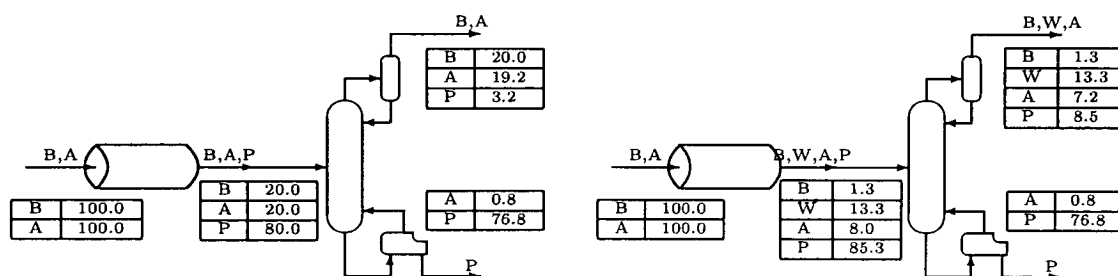 B,A
B 20.0
A 19.2
P 3.2
B,A
B,A,P
B 100.0
A 100.0
B 20.0
A 20.0
P 80.0
A 0.8
P 76.8
P
B,W,A
B 1.3
W 13.3
A 7.2
P 8.5
B,A
B,W,A,P
B 100.0
A 100.0
B 1.3
W 13.3
A 8.0
P 85.3
A 0.8
P 76.8
P